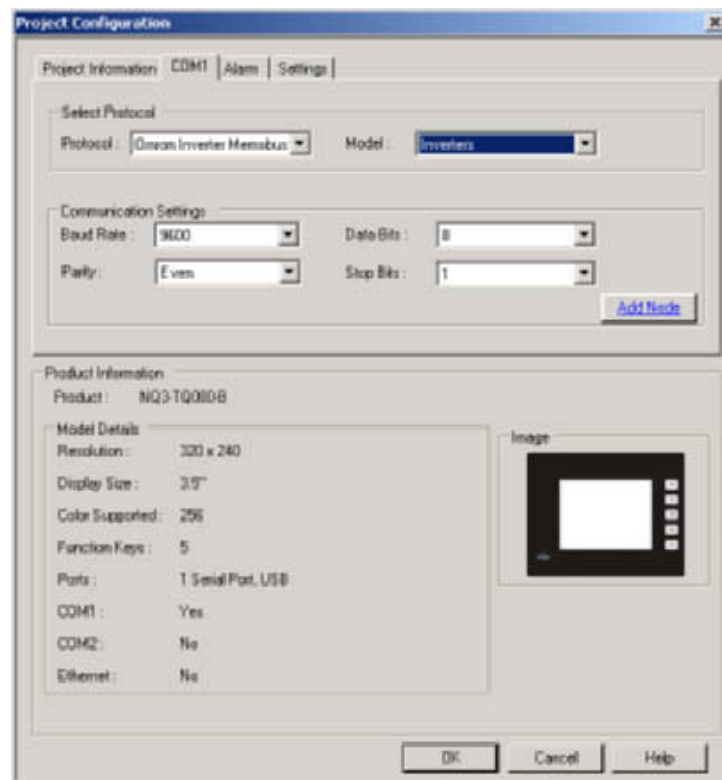 Project Configuration
Project Information COM1 Alarm Settings
Select Protocol
Protocol : Omron Inverter Memobus Model : Inverters
Communication Settings
Baud Rate : 9600 Data Bits : 8
Parity : Even Stop Bits : 1
Add Node
Product Information
Product : NQ3-TQ000-B
Model Details Image
Resolution : 320 x 240
Display Size : 3.5"
Color Supported : 256
Function Keys : 5
Ports : 1 Serial Port, USB
COM1 : Yes
COM2 : No
Ethernet : No
OK Cancel Help